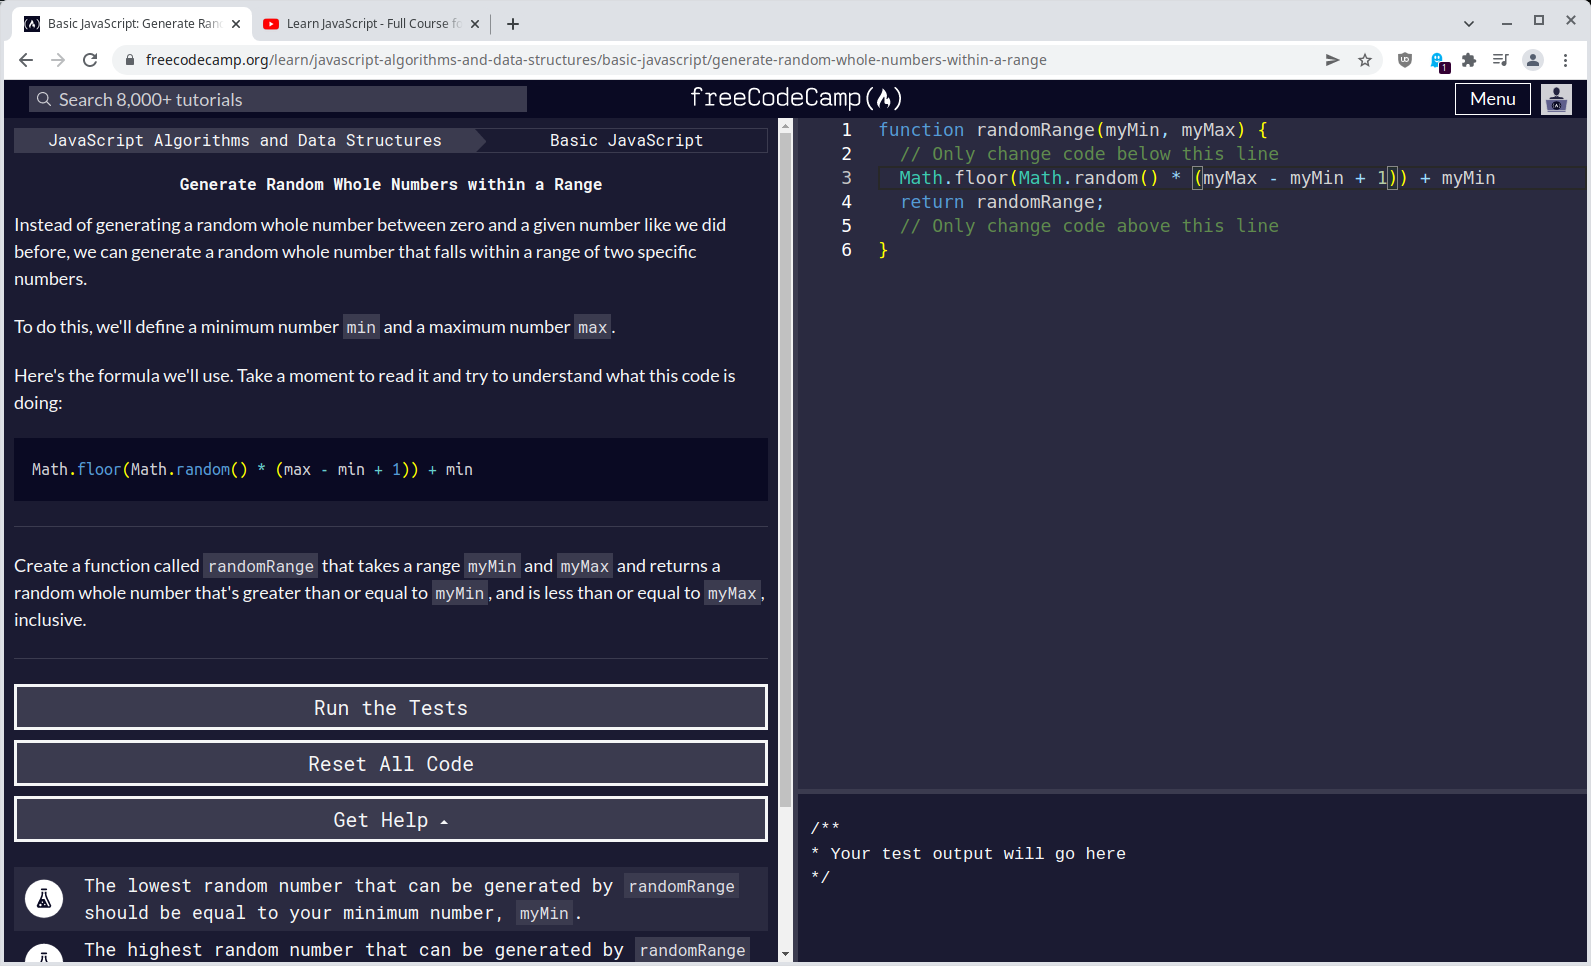 Basic JavaScript: Generate Ran
Learn JavaScript - Full Course fo
freecodecamp.org/learn/javascript-algorithms-and-data-structures/basic-javascript/generate-random-whole-numbers-within-a-range
1
Search 8,000+ tutorials
freeCodeCamp
Menu
JavaScript Algorithms and Data Structures
Basic JavaScript
Generate Random Whole Numbers within a Range
Instead of generating a random whole number between zero and a given number like we did
before, we can generate a random whole number that falls within a range of two specific
numbers.
To do this, we'll define a minimum number min and a maximum number max.
Here's the formula we'll use. Take a moment to read it and try to understand what this code is
doing:
Math.floor(Math.random() * (max - min + 1)) + min
Create a function called randomRange that takes a range myMin and myMax and returns a
random whole number that's greater than or equal to myMin, and is less than or equal to myMax,
inclusive.
Run the Tests
Reset All Code
Get Help
The lowest random number that can be generated by randomRange
should be equal to your minimum number, myMin.
The highest random number that can be generated by randomRange
1 function randomRange(myMin, myMax) {
2 // Only change code below this line
3 Math.floor(Math.random() * (myMax - myMin + 1)) + myMin
4 return randomRange;
5 // Only change code above this line
6 }
/**
* Your test output will go here
*/